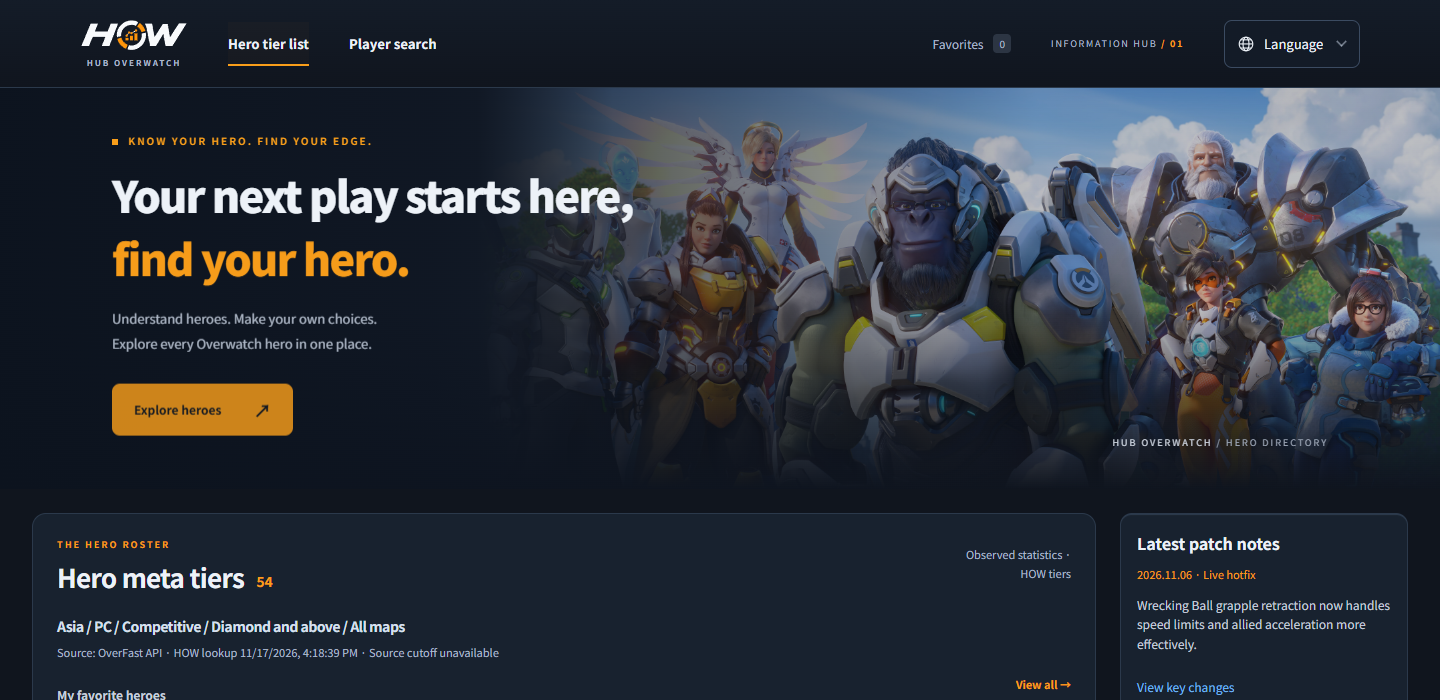 HOW
HUB OVERWATCH
Hero tier list
Player search
Favorites 0
INFORMATION HUB / 01
Language
KNOW YOUR HERO. FIND YOUR EDGE.
Your next play starts here,
find your hero.
Understand heroes. Make your own choices.
Explore every Overwatch hero in one place.
Explore heroes ↗
08
HUB OVERWATCH / HERO DIRECTORY
THE HERO ROSTER
Hero meta tiers 54
Observed statistics ·
HOW tiers
Asia / PC / Competitive / Diamond and above / All maps
Source: OverFast API · HOW lookup 11/17/2026, 4:18:39 PM · Source cutoff unavailable
My favorite heroes
View all →
Latest patch notes
2026.11.06 · Live hotfix
Wrecking Ball grapple retraction now handles
speed limits and allied acceleration more
effectively.
View key changes